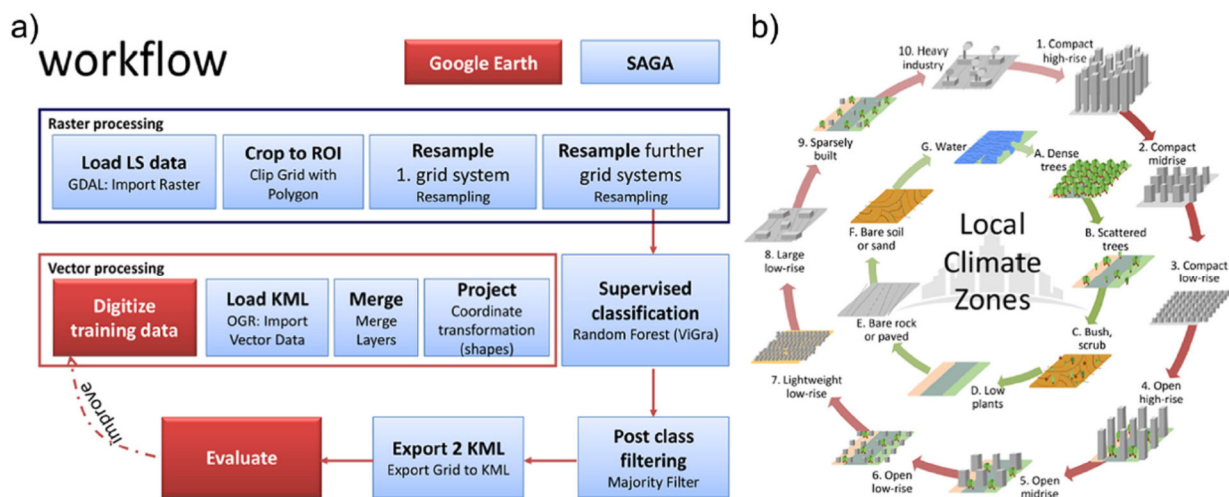 a)
workflow
Google Earth
SAGA
Raster processing
Load LS data
GDAL: Import Raster
Crop to ROI
Clip Grid with
Polygon
Resample
1. grid system
Resampling
Resample further
grid systems
Resampling
Vector processing
Digitize
training data
Load KML
OGR: Import
Vector Data
Merge
Merge
Layers
Project
Coordinate
transformation
(shapes)
Supervised
classification
Random Forest (ViGra)
Improve
Evaluate
Export 2 KML
Export Grid to KML
Post class
filtering
Majority Filter
b)
10. Heavy
industry
1. Compact
high-rise
2. Compact
midrise
3. Compact
low-rise
4. Open
high-rise
5. Open
midrise
6. Open
low-rise
7. Lightweight
low-rise
8. Large
low-rise
9. Sparsely
built
G. Water
A. Dense
trees
B. Scattered
trees
C. Bush,
scrub
D. Low
plants
E. Bare rock
or paved
F. Bare soil
or sand
Local
Climate
Zones